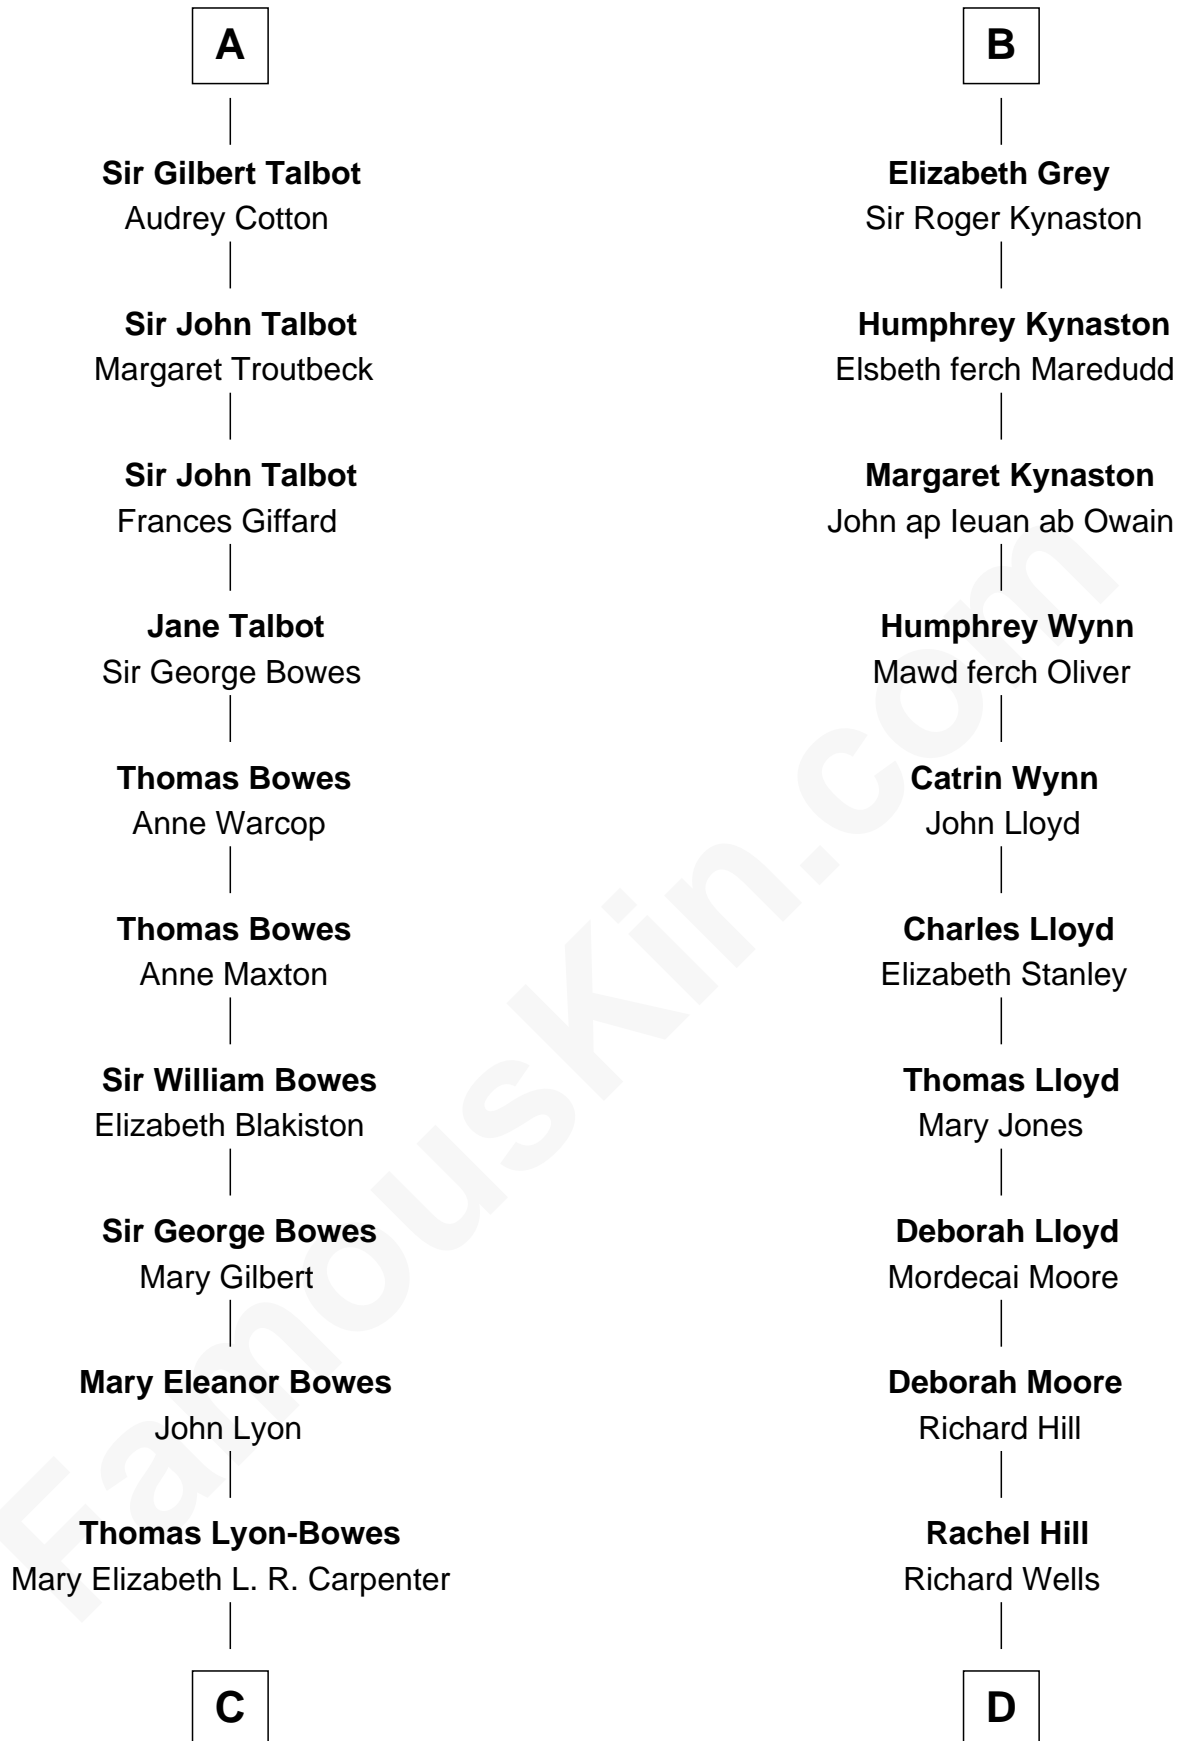 A
Sir Gilbert Talbot
Audrey Cotton
Sir John Talbot
Margaret Troutbeck
Sir John Talbot
Frances Giffard
Jane Talbot
Sir George Bowes
Thomas Bowes
Anne Warcop
Thomas Bowes
Anne Maxton
Sir William Bowes
Elizabeth Blakiston
Sir George Bowes
Mary Gilbert
Mary Eleanor Bowes
John Lyon
Thomas Lyon-Bowes
Mary Elizabeth L. R. Carpenter
C
B
Elizabeth Grey
Sir Roger Kynaston
Humphrey Kynaston
Elsbeth ferch Maredudd
Margaret Kynaston
John ap Ieuan ab Owain
Humphrey Wynn
Mawd ferch Oliver
Catrin Wynn
John Lloyd
Charles Lloyd
Elizabeth Stanley
Thomas Lloyd
Mary Jones
Deborah Lloyd
Mordecai Moore
Deborah Moore
Richard Hill
Rachel Hill
Richard Wells
D
FamousKin.com